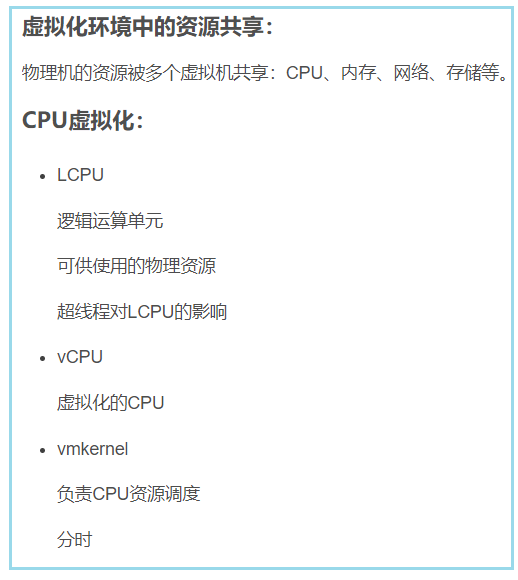 虚拟化环境中的资源共享：
物理机的资源被多个虚拟机共享：CPU、内存、网络、存储等。
CPU虚拟化：
LCPU
逻辑运算单元
可供使用的物理资源
超线程对LCPU的影响
vCPU
虚拟化的CPU
vmkernel
负责CPU资源调度
分时